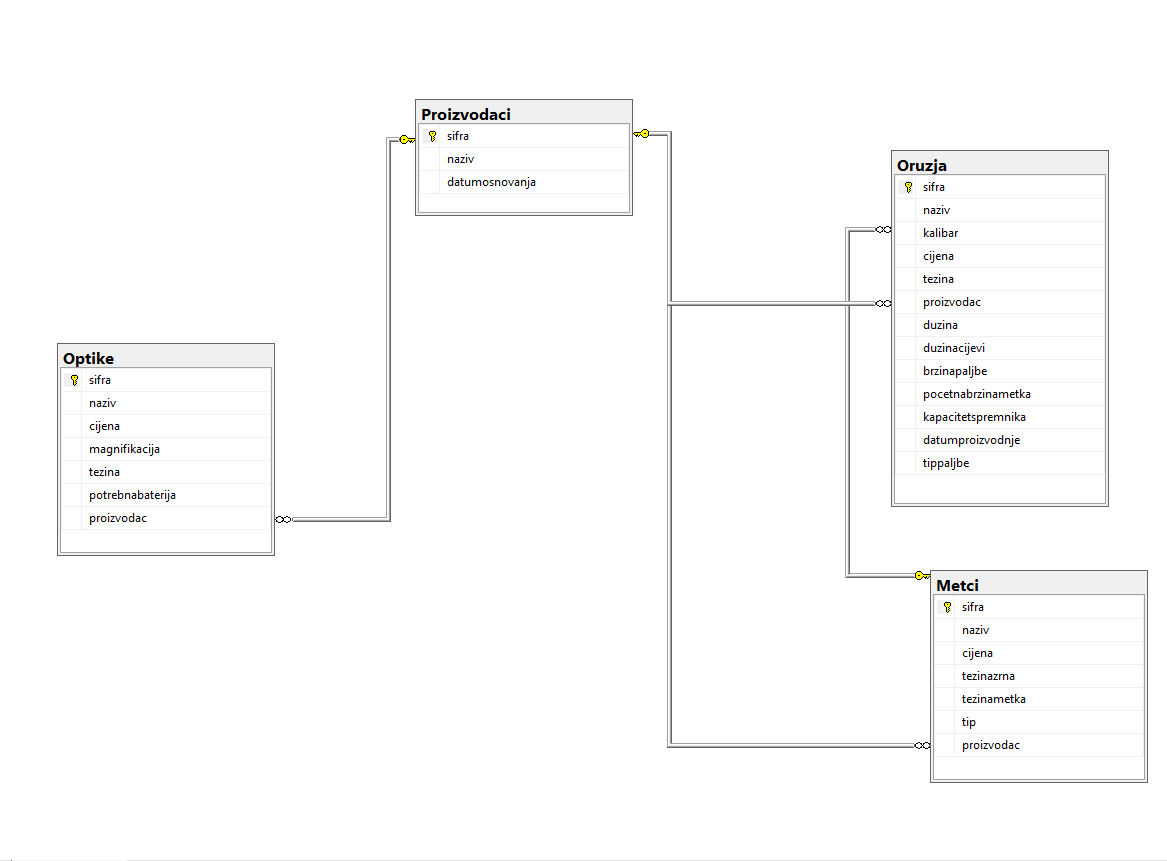 Proizvodaci
sifra
naziv
datumosnovanja
Oruzja
sifra
naziv
kalibar
cijena
tezina
proizvodac
duzina
duzinacijevi
brzinapaljbe
pocetnabrzinametka
kapacitetspremnika
datumproizvodnje
tippaljbe
Optike
sifra
naziv
cijena
magnifikacija
tezina
potrebnabaterija
proizvodac
Metci
sifra
naziv
cijena
tezinazrna
tezinametka
tip
proizvodac